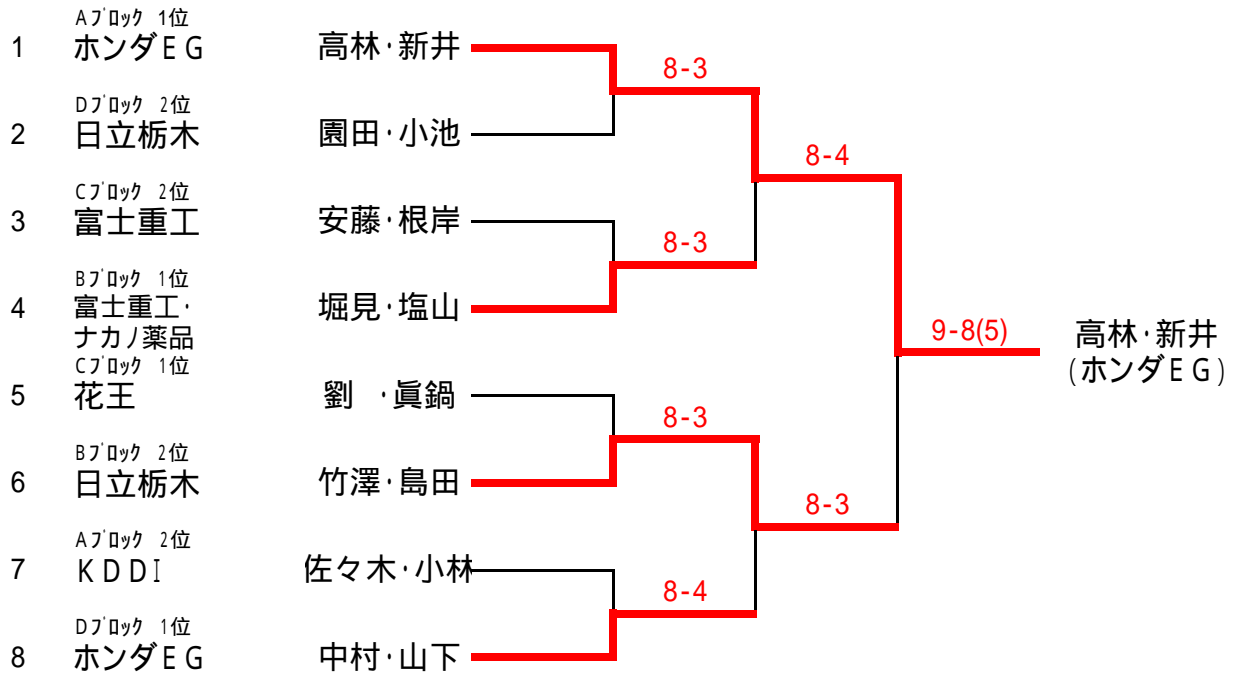 Aﾌﾞﾛｯｸ 1位
1 ホンダEG 高林・新井
8-3
Dﾌﾞﾛｯｸ 2位
2 日立栃木 園田・小池
8-4
Cﾌﾞﾛｯｸ 2位
3 富士重工 安藤・根岸
8-3
Bﾌﾞﾛｯｸ 1位
4 富士重工・ 堀見・塩山
ナカノ薬品
9-8(5) 高林・新井
(ホンダEG)
Cﾌﾞﾛｯｸ 1位
5 花王 劉 ・眞鍋
8-3
Bﾌﾞﾛｯｸ 2位
6 日立栃木 竹澤・島田
8-3
Aﾌﾞﾛｯｸ 2位
7 KDDI 佐々木・小林
8-4
Dﾌﾞﾛｯｸ 1位
8 ホンダEG 中村・山下